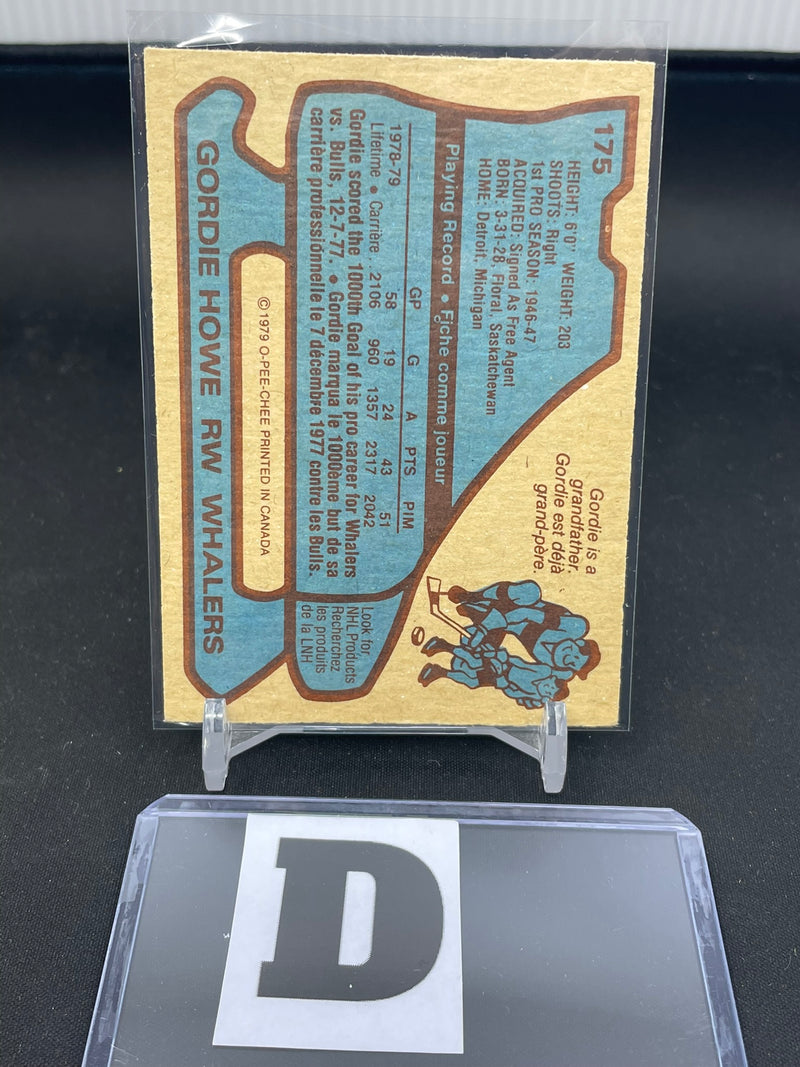 175
HEIGHT: 6'0" WEIGHT: 203
SHOOTS: Right
1st PRO SEASON: 1946-47
ACQUIRED: Signed As Free Agent
BORN: 3-31-28, Floral, Saskatchewan
HOME: Detroit, Michigan
Gordie is a
grandfather.
Gordie est déjà
grand-père.
Playing Record • Fiche comme joueur
GP G A PTS PIM
1978-79 58 19 24 43 51
Lifetime • Carrière 2106 960 1357 2317 2042
Gordie scored the 1000th Goal of his pro career for Whalers
vs. Bulls, 12-7-77. • Gordie marqua le 1000ème but de sa
carrière professionnelle le 7 décembre 1977 contre les Bulls.
Look for
NHL Products
Recherchez
les produits
de la LNH
© 1979 O-PEE-CHEE PRINTED IN CANADA
GORDIE HOWE RW WHALERS
D